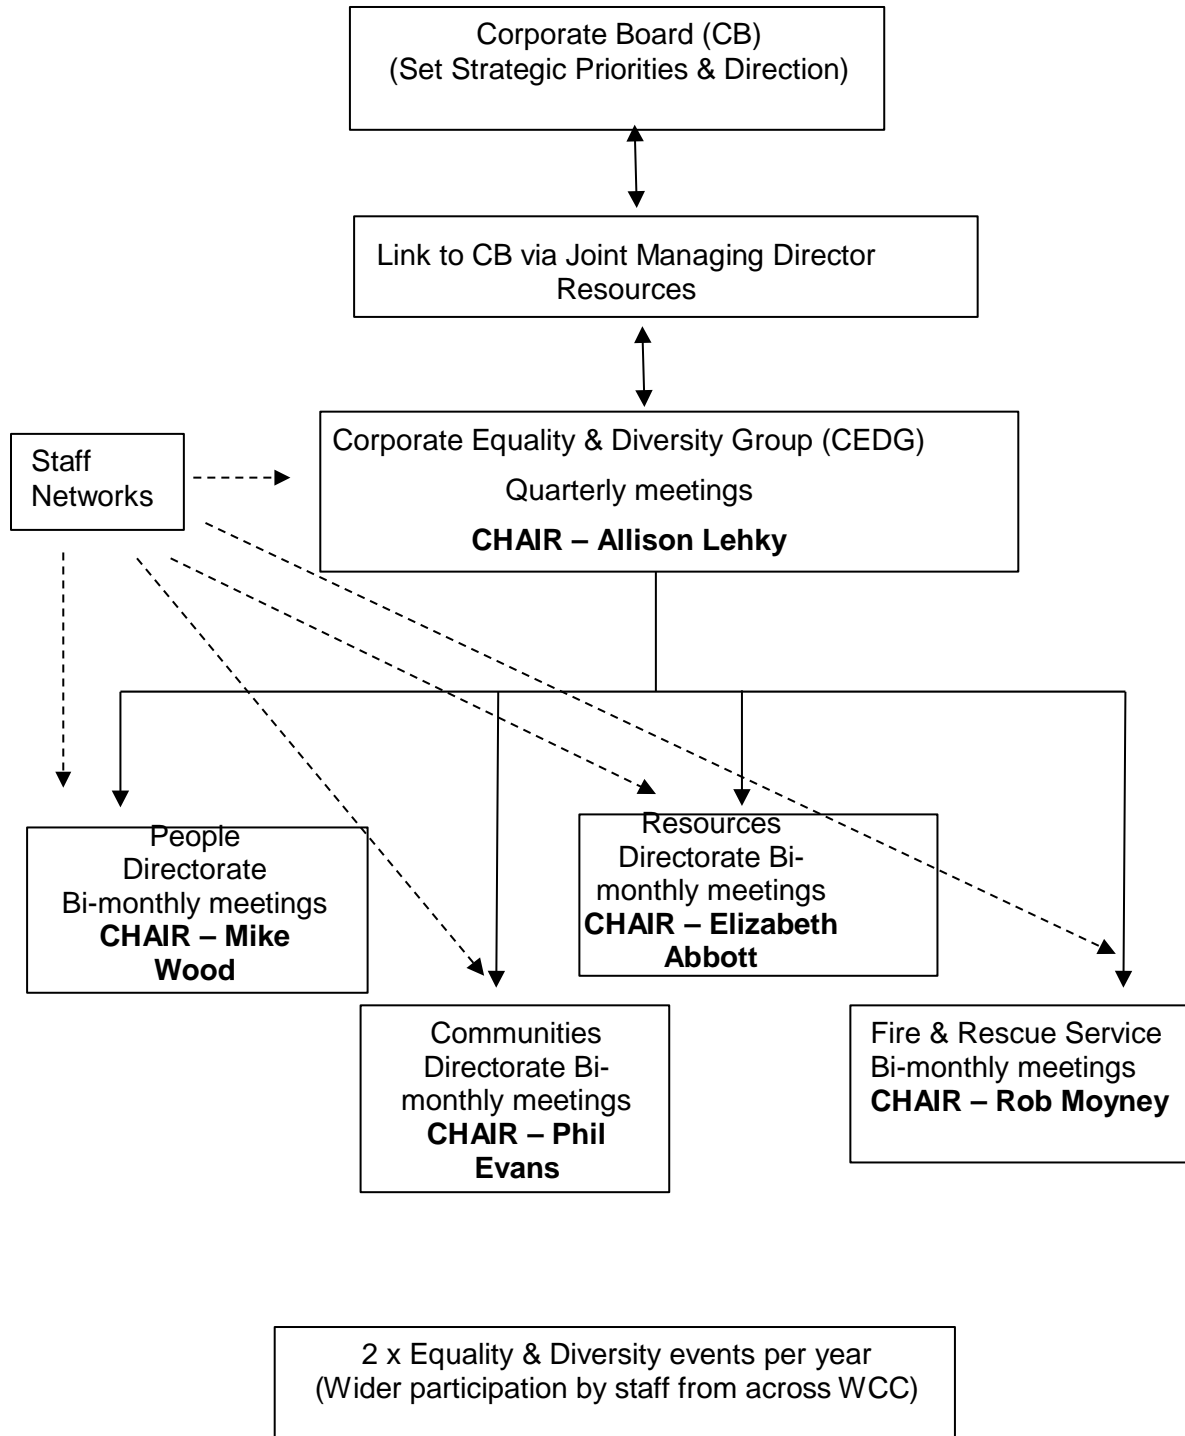 Corporate Board (CB)
(Set Strategic Priorities & Direction)
Link to CB via Joint Managing Director
Resources
Corporate Equality & Diversity Group (CEDG)
Quarterly meetings
CHAIR – Allison Lehky
Staff
Networks
People
Directorate
Bi-monthly meetings
CHAIR – Mike
Wood
Resources
Directorate Bi-
monthly meetings
CHAIR – Elizabeth
Abbott
Communities
Directorate Bi-
monthly meetings
CHAIR – Phil
Evans
Fire & Rescue Service
Bi-monthly meetings
CHAIR – Rob Moyney
2 x Equality & Diversity events per year
(Wider participation by staff from across WCC)